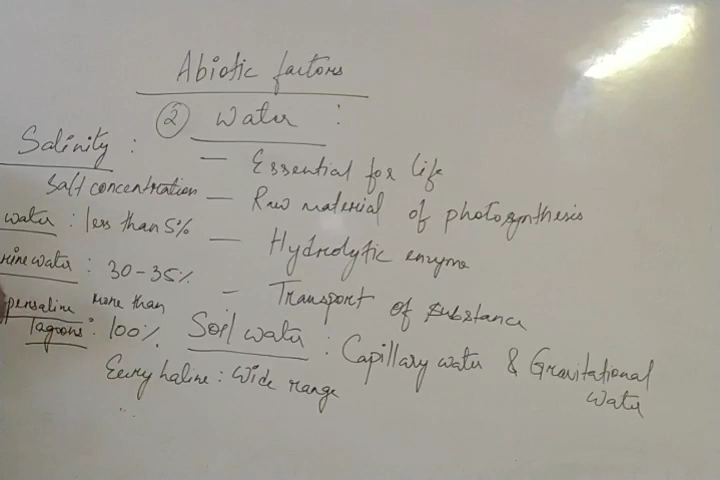 Abiotic factors
② Water :
Salinity :
Salt concentration
water : less than 5%
rine water : 30-35%
persaline more than
lagoons : 100%
Eury haline : Wide range
— Essential for life
— Raw material of photosynthesis
— Hydrolytic enzyme
— Transport of substance
Soil water : Capillary water & Gravitational
water